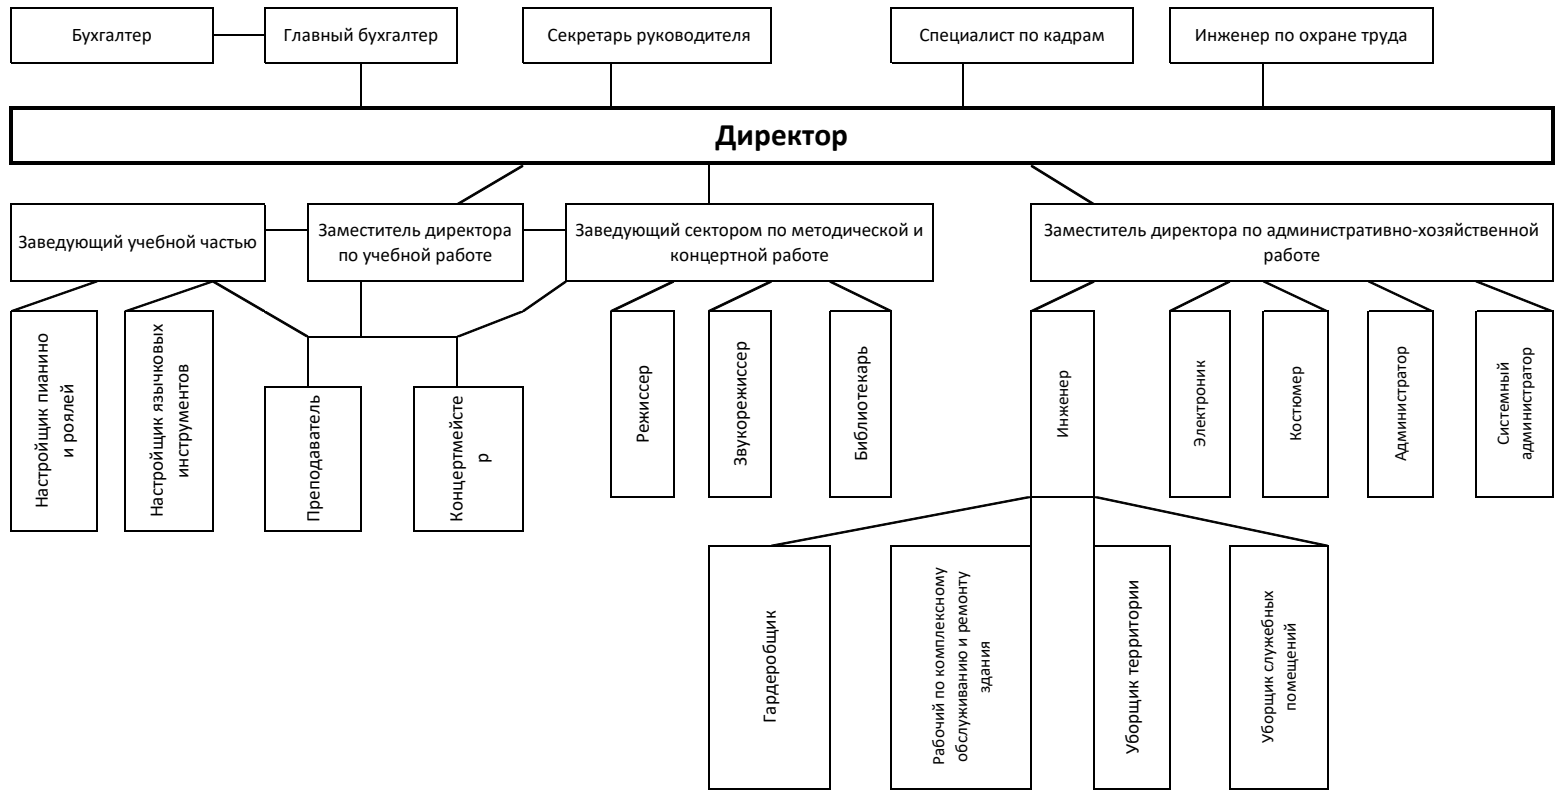 Бухгалтер
Главный бухгалтер
Секретарь руководителя
Специалист по кадрам
Инженер по охране труда
Директор
Заведующий учебной частью
Заместитель директора
по учебной работе
Заведующий сектором по методической и
концертной работе
Заместитель директора по административно-хозяйственной
работе
Настройщик пианино
и роялей
Настройщик язычковых
инструментов
Преподаватель
Концертмейсте
р
Режиссер
Звукорежиссер
Библиотекарь
Инженер
Электроник
Костюмер
Администратор
Системный
администратор
Гардеробщик
Рабочий по комплексному
обслуживанию и ремонту
здания
Уборщик территории
Уборщик служебных
помещений